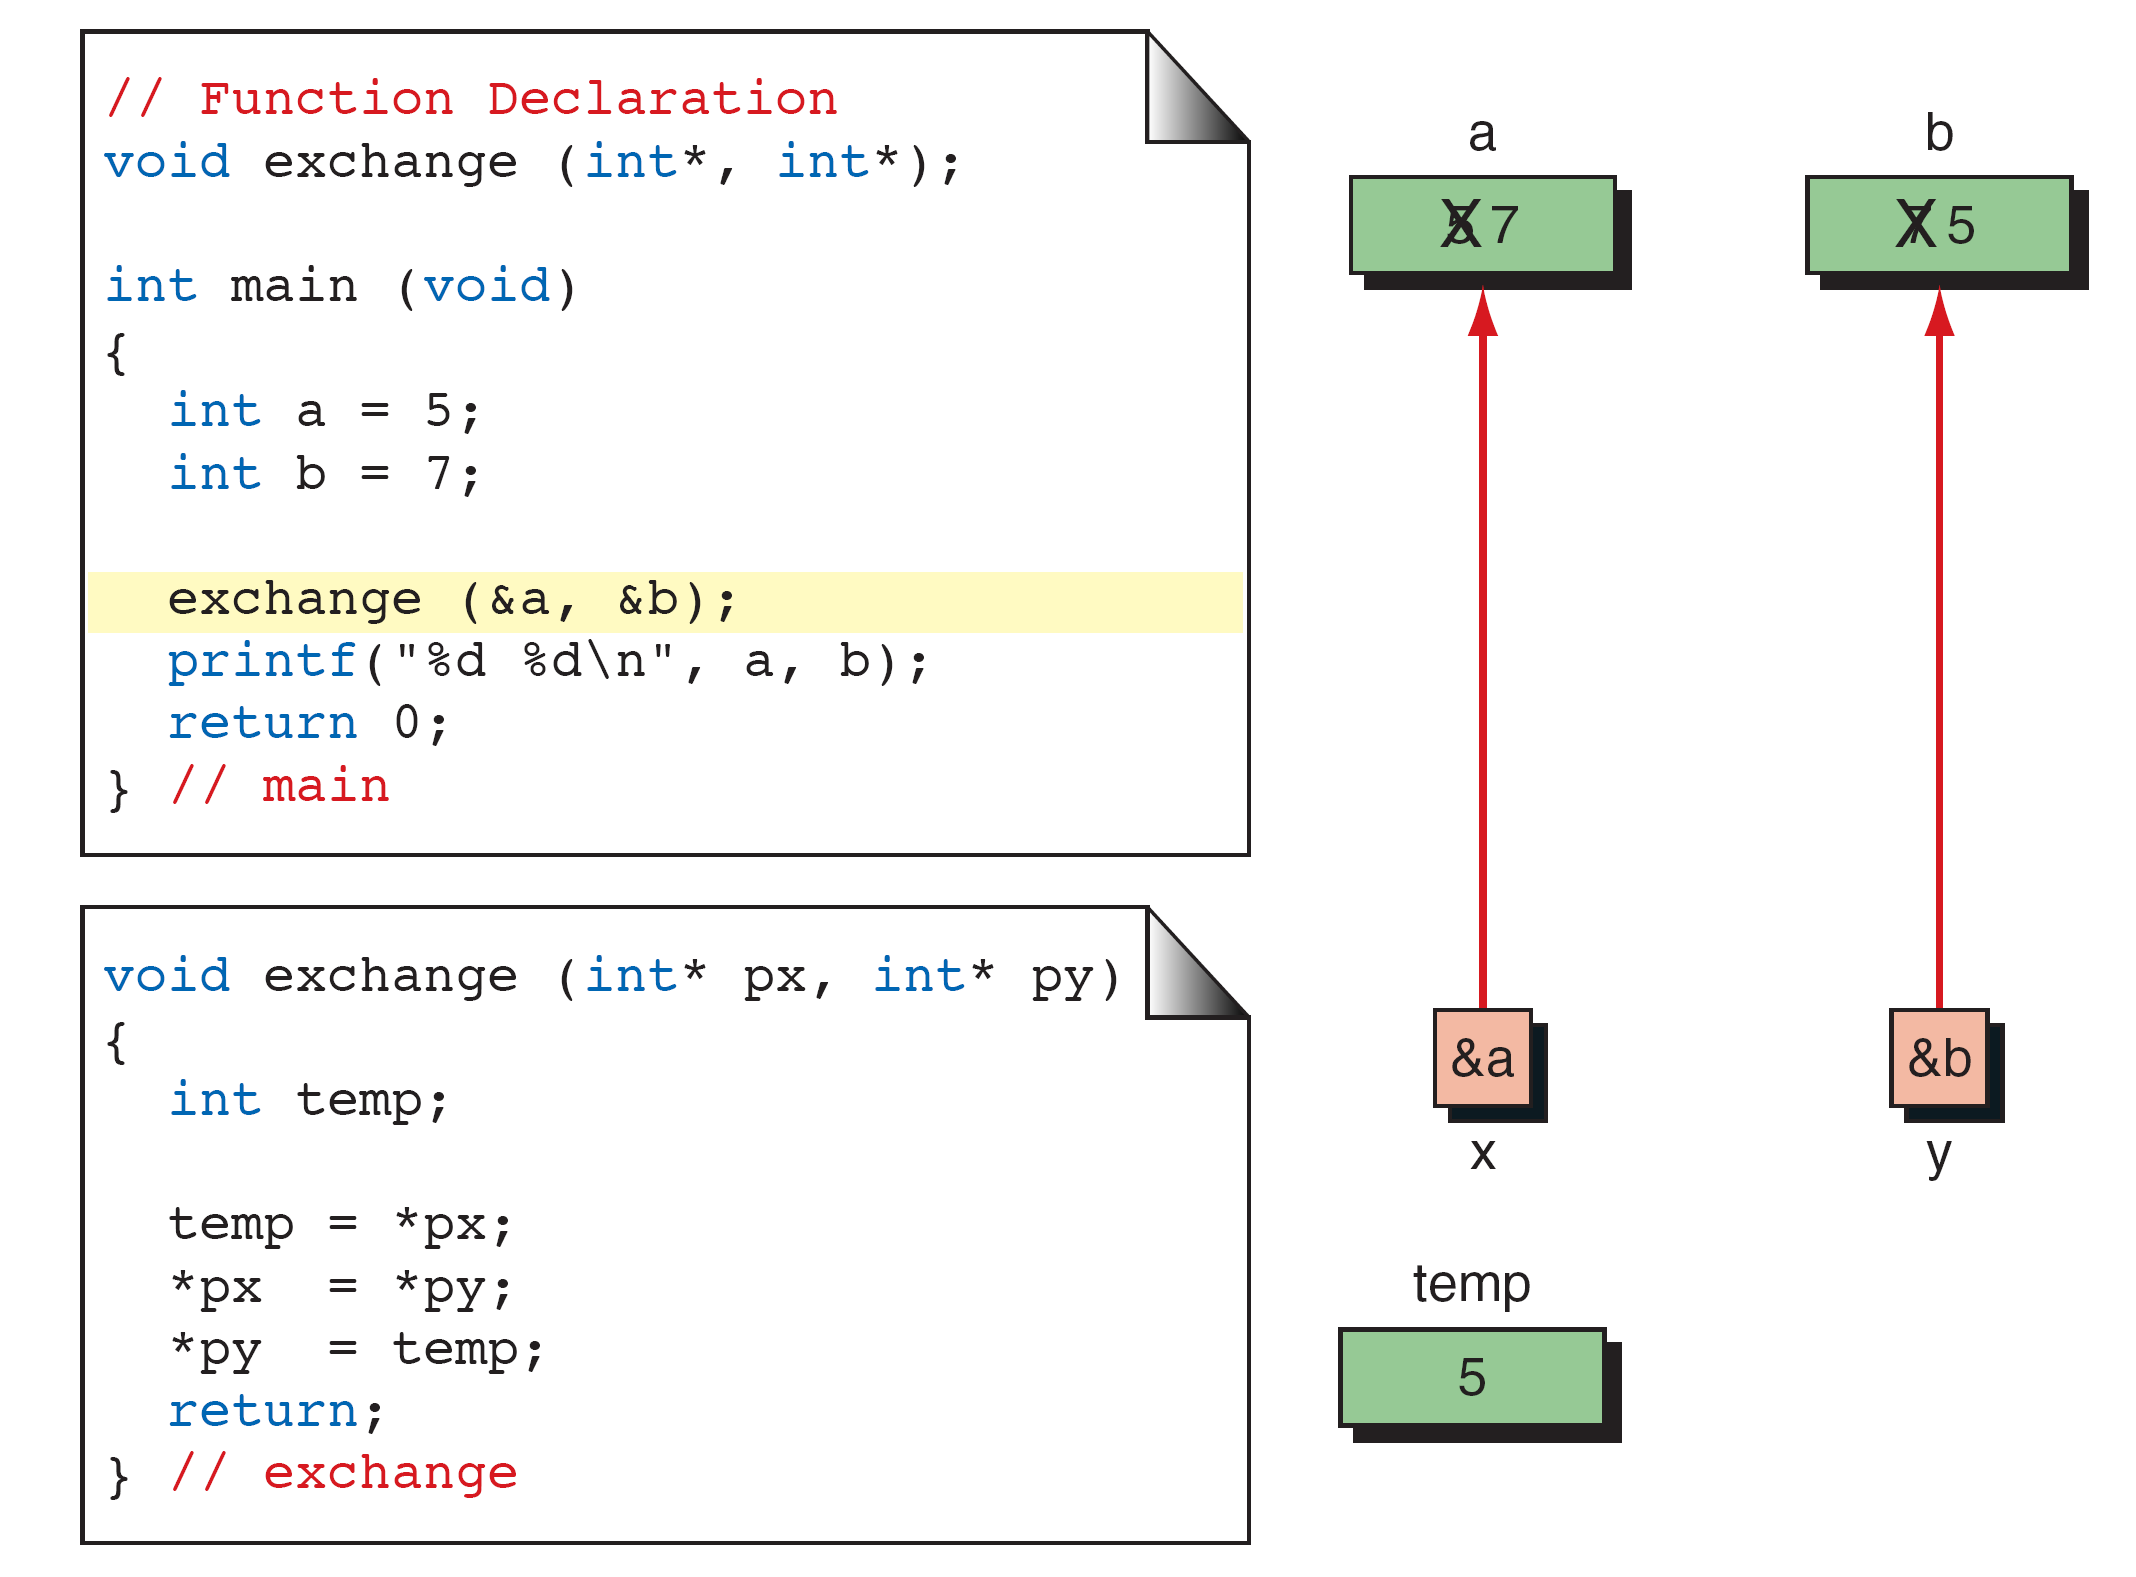 // Function Declaration
void exchange (int*, int*);
int main (void)
{
int a = 5;
int b = 7;
exchange (&a, &b);
printf("%d %d\n", a, b);
return 0;
} // main
void exchange (int* px, int* py)
{
int temp;
temp = *px;
*px = *py;
*py = temp;
return;
} // exchange
a
b
5 7
7 5
&a
&b
x
y
temp
5